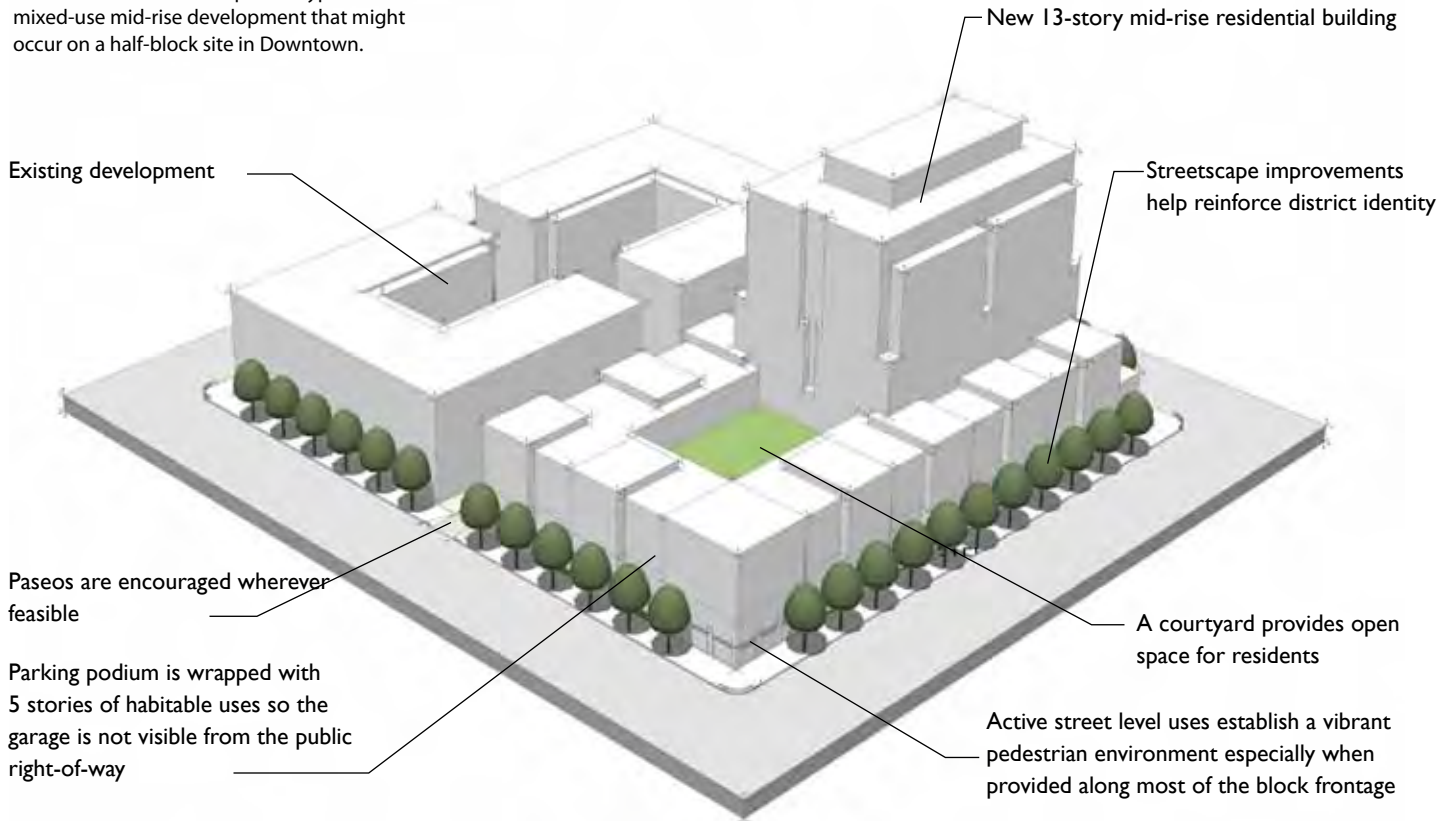 mixed-use mid-rise development that might
occur on a half-block site in Downtown.
New 13-story mid-rise residential building
Existing development
Streetscape improvements
help reinforce district identity
Paseos are encouraged wherever
feasible
Parking podium is wrapped with
5 stories of habitable uses so the
garage is not visible from the public
right-of-way
A courtyard provides open
space for residents
Active street level uses establish a vibrant
pedestrian environment especially when
provided along most of the block frontage